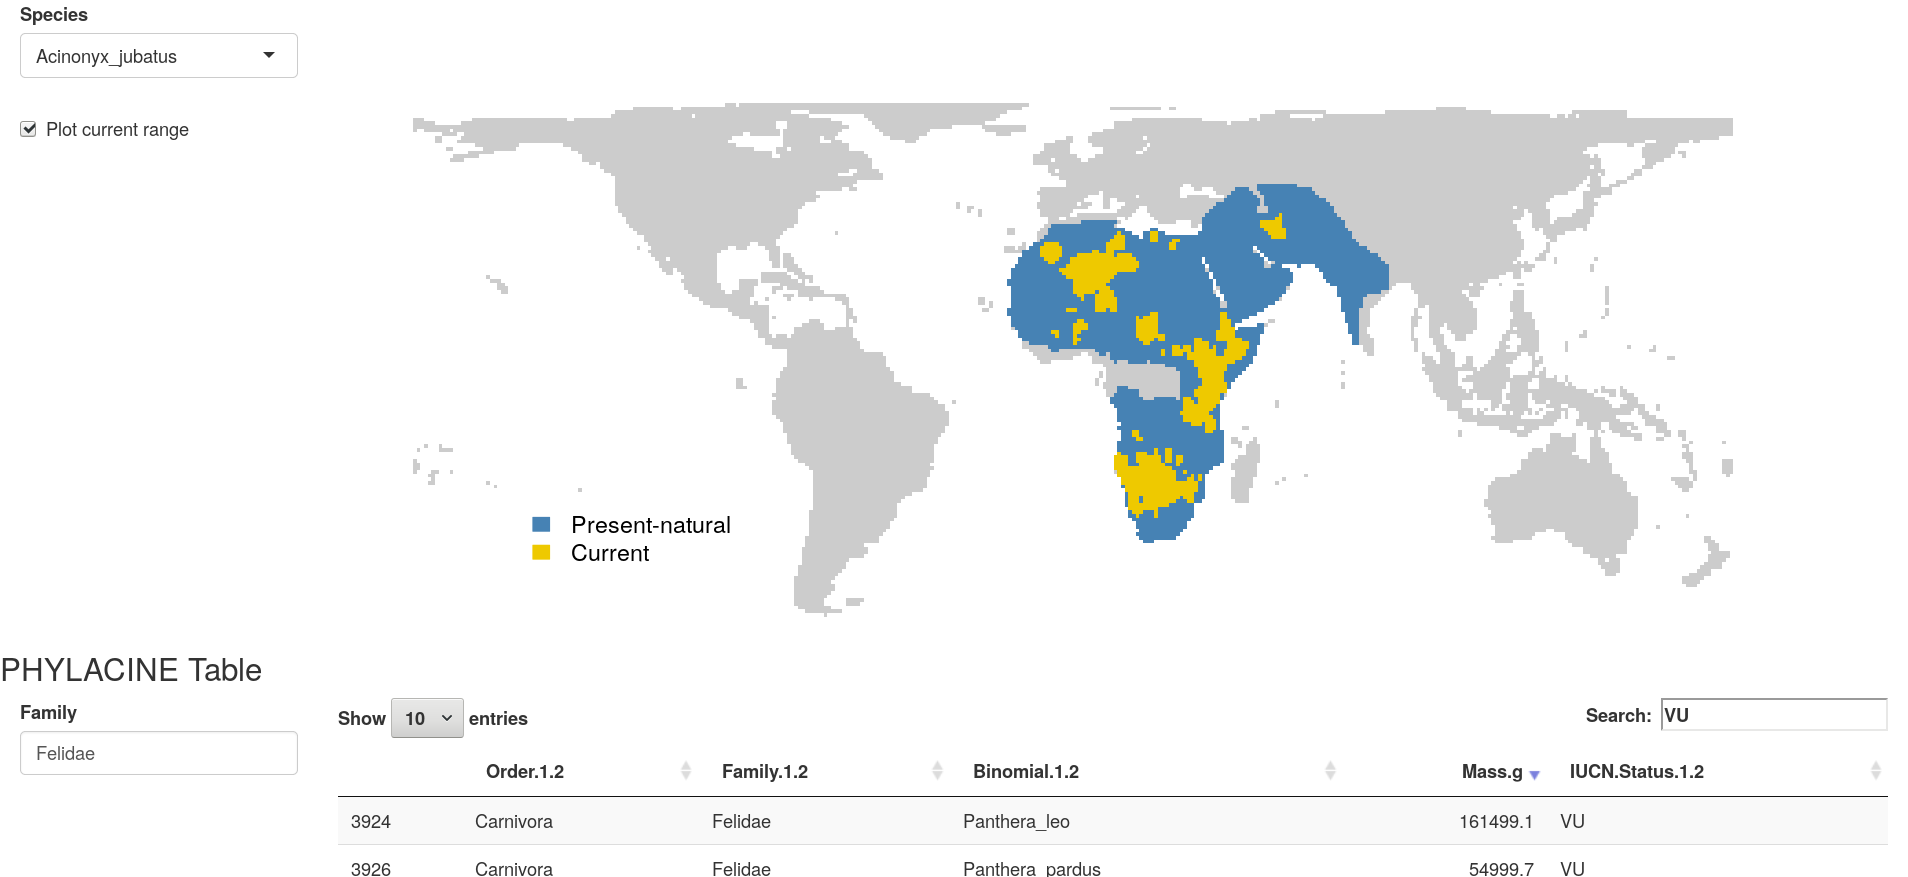 Species
Acinonyx_jubatus
Plot current range
Present-natural
Current
PHYLACINE Table
Family
Felidae
Show 10 entries
Search: VU
Order.1.2 Family.1.2 Binomial.1.2 Mass.g IUCN.Status.1.2
3924 Carnivora Felidae Panthera_leo 161499.1 VU
3926 Carnivora Felidae Panthera_pardus 54999.7 VU